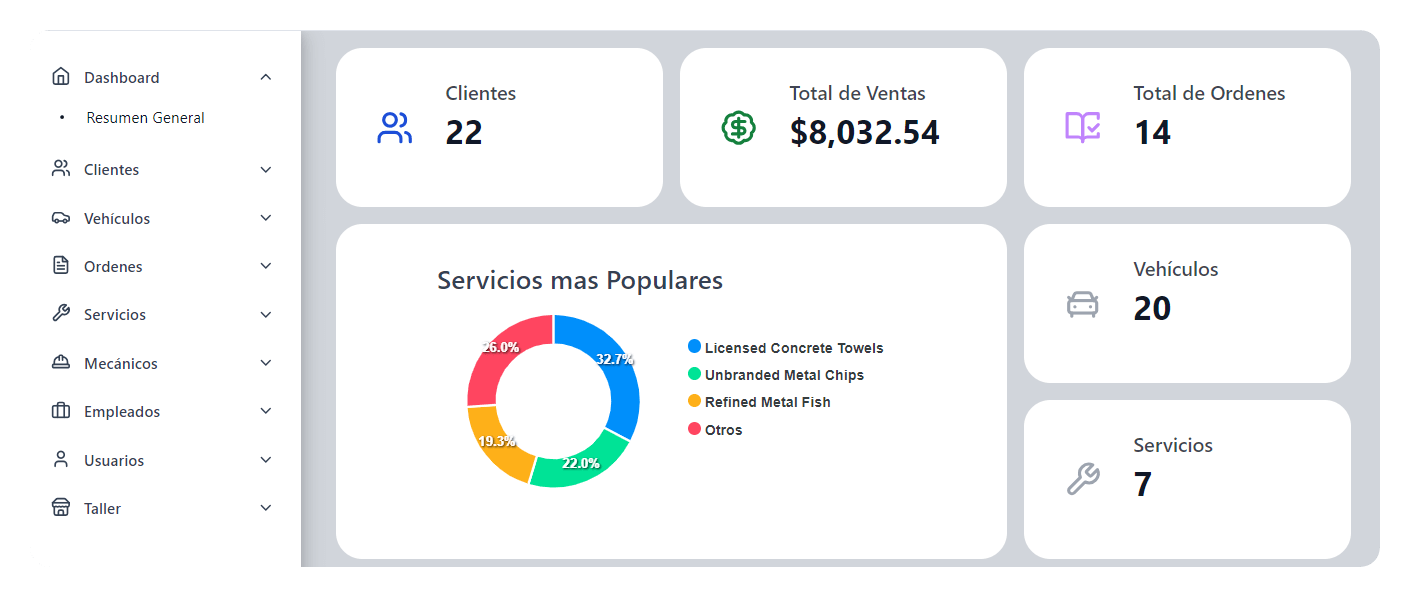 Dashboard
• Resumen General
Clientes
Vehículos
Ordenes
Servicios
Mecánicos
Empleados
Usuarios
Taller
Clientes
22
Total de Ventas
$8,032.54
Total de Ordenes
14
Servicios mas Populares
26.0%
32.7%
19.3%
22.0%
Licensed Concrete Towels
Unbranded Metal Chips
Refined Metal Fish
Otros
Vehículos
20
Servicios
7